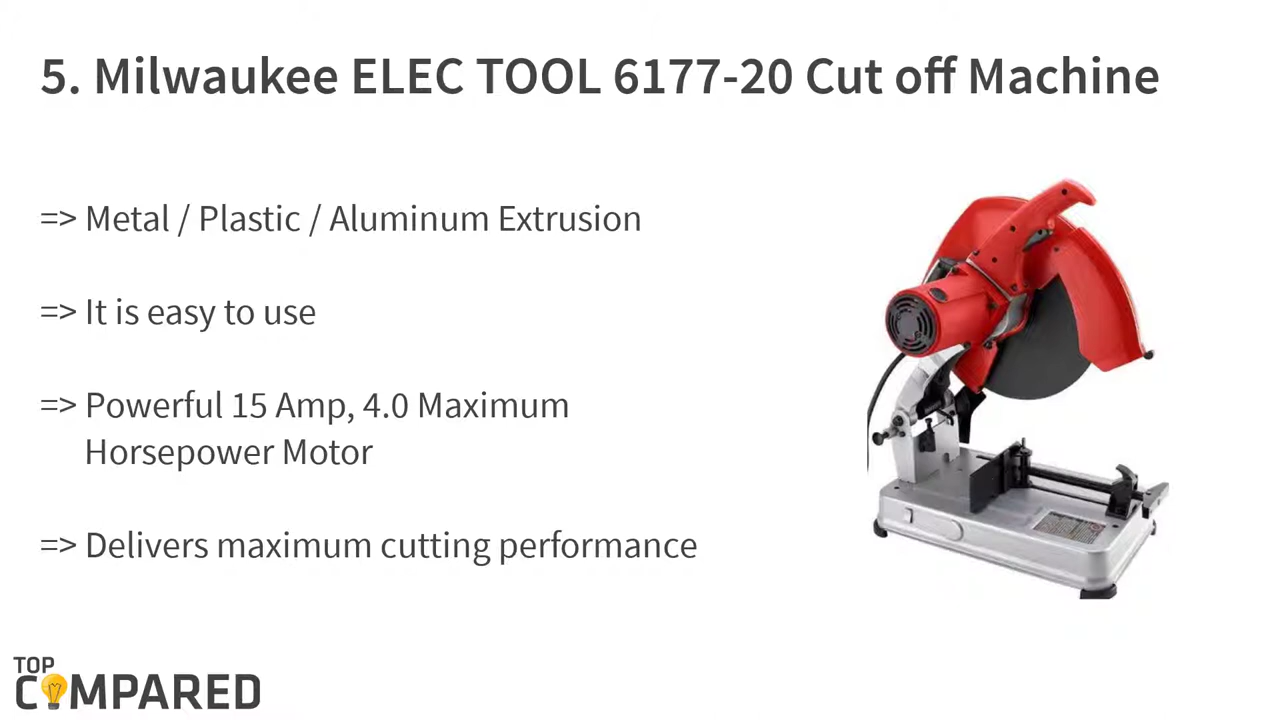 5. Milwaukee ELEC TOOL 6177-20 Cut off Machine
=> Metal / Plastic / Aluminum Extrusion
=> It is easy to use
=> Powerful 15 Amp, 4.0 Maximum
Horsepower Motor
=> Delivers maximum cutting performance
TOP
COMPARED